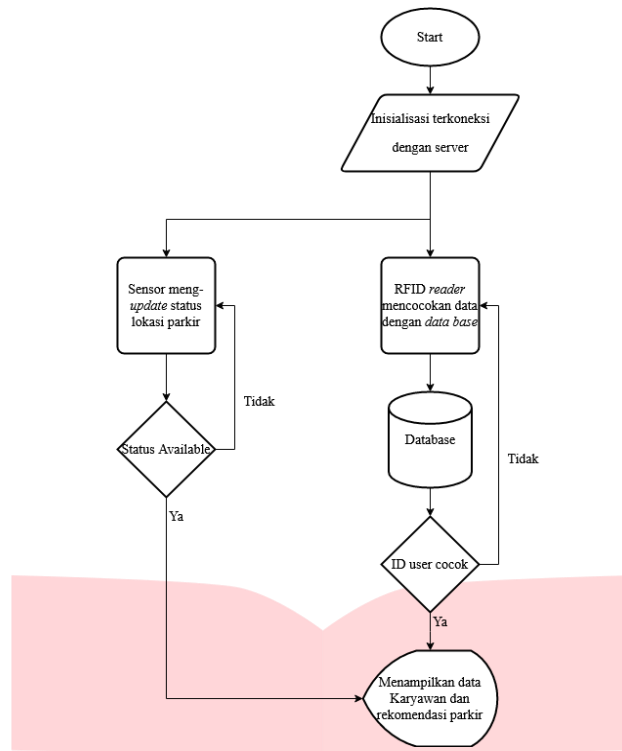 Start
Inisialisasi terkoneksi
dengan server
Sensor meng-
update status
lokasi parkir
RFID reader
mencocokan data
dengan data base
Tidak
Status Available
Database
Tidak
Ya
ID user cocok
Ya
Menampilkan data
Karyawan dan
rekomendasi parkir